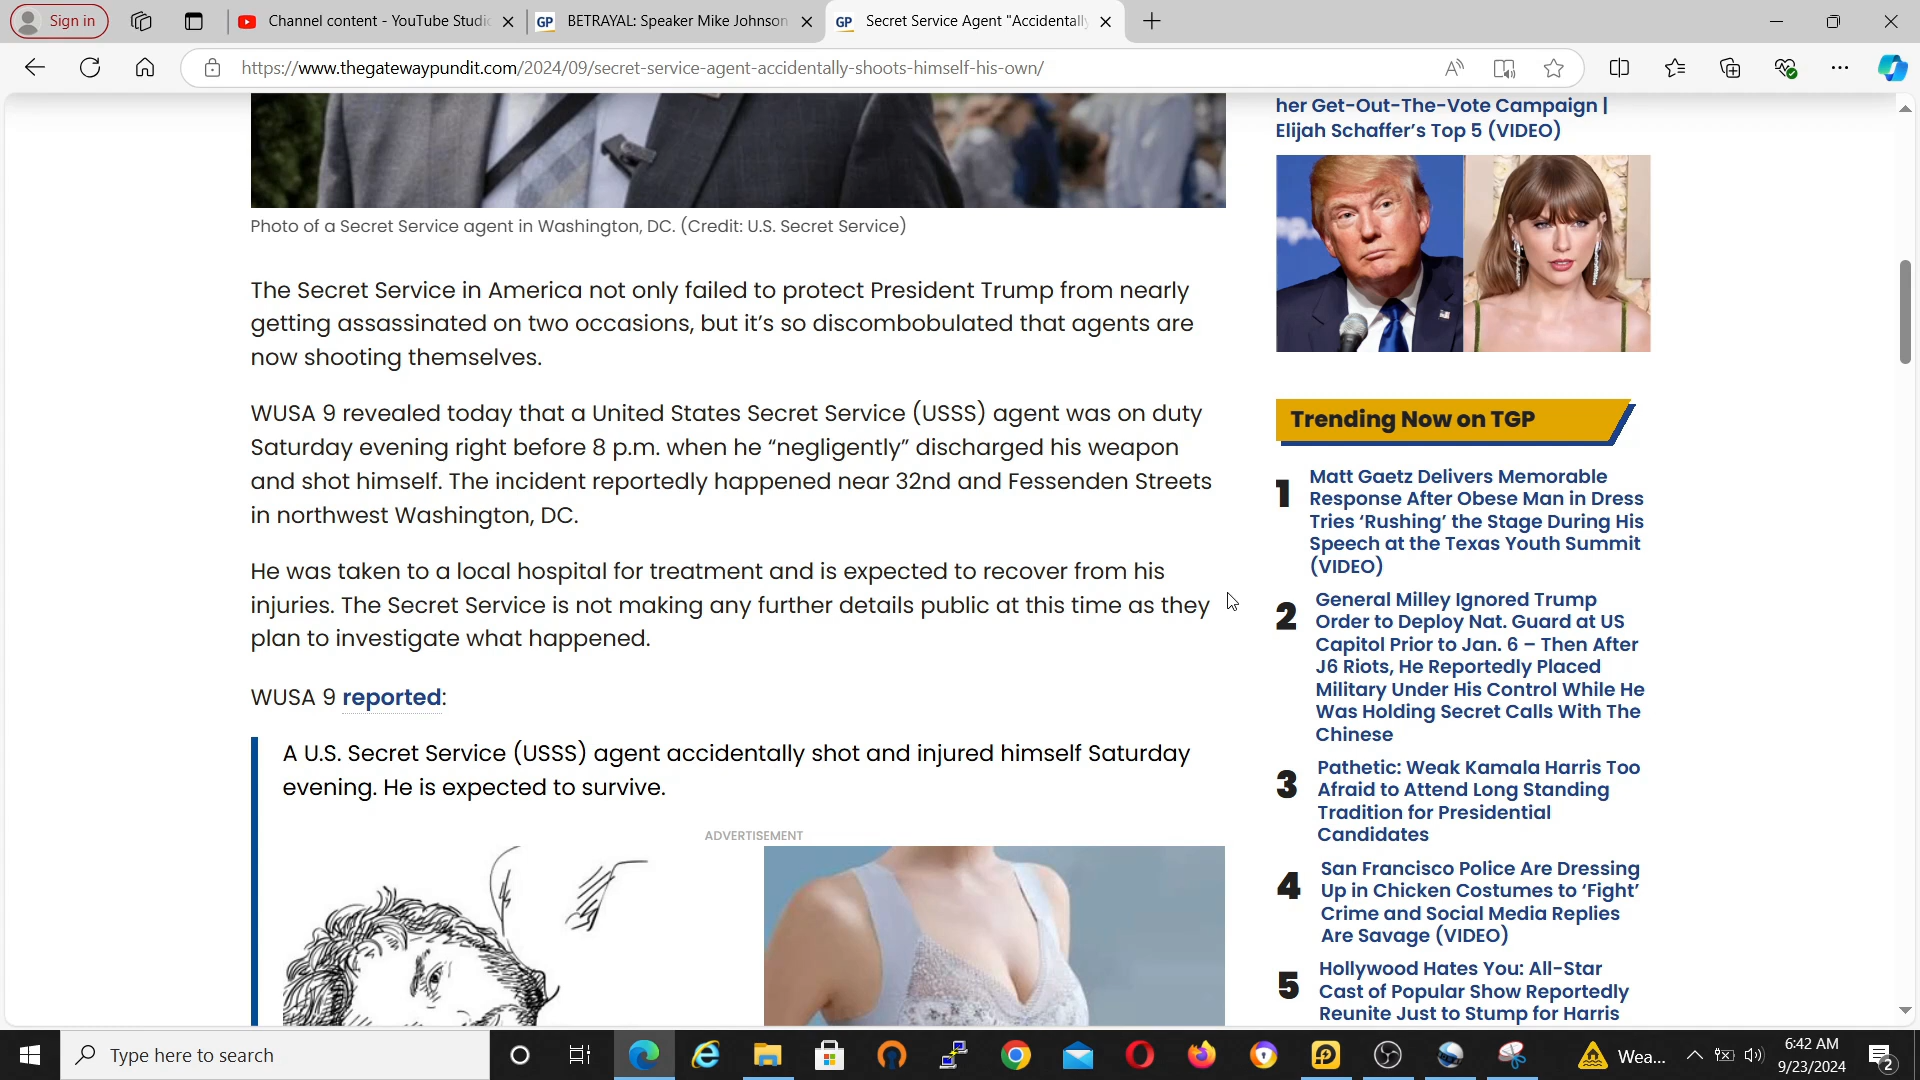 Sign in
Channel content - YouTube Studio
GP BETRAYAL: Speaker Mike Johnson
GP Secret Service Agent "Accidentally
https://www.thegatewaypundit.com/2024/09/secret-service-agent-accidentally-shoots-himself-his-own/
Photo of a Secret Service agent in Washington, DC. (Credit: U.S. Secret Service)
The Secret Service in America not only failed to protect President Trump from nearly
getting assassinated on two occasions, but it's so discombobulated that agents are
now shooting themselves.
WUSA 9 revealed today that a United States Secret Service (USSS) agent was on duty
Saturday evening right before 8 p.m. when he “negligently” discharged his weapon
and shot himself. The incident reportedly happened near 32nd and Fessenden Streets
in northwest Washington, DC.
He was taken to a local hospital for treatment and is expected to recover from his
injuries. The Secret Service is not making any further details public at this time as they
plan to investigate what happened.
WUSA 9 reported:
A U.S. Secret Service (USSS) agent accidentally shot and injured himself Saturday
evening. He is expected to survive.
ADVERTISEMENT
her Get-Out-The-Vote Campaign |
Elijah Schaffer's Top 5 (VIDEO)
Trending Now on TGP
1 Matt Gaetz Delivers Memorable
Response After Obese Man in Dress
Tries ‘Rushing’ the Stage During His
Speech at the Texas Youth Summit
(VIDEO)
2 General Milley Ignored Trump
Order to Deploy Nat. Guard at US
Capitol Prior to Jan. 6 – Then After
J6 Riots, He Reportedly Placed
Military Under His Control While He
Was Holding Secret Calls With The
Chinese
3 Pathetic: Weak Kamala Harris Too
Afraid to Attend Long Standing
Tradition for Presidential
Candidates
4 San Francisco Police Are Dressing
Up in Chicken Costumes to ‘Fight’
Crime and Social Media Replies
Are Savage (VIDEO)
5 Hollywood Hates You: All-Star
Cast of Popular Show Reportedly
Reunite Just to Stump for Harris
Type here to search
Wea...
6:42 AM
9/23/2024
2